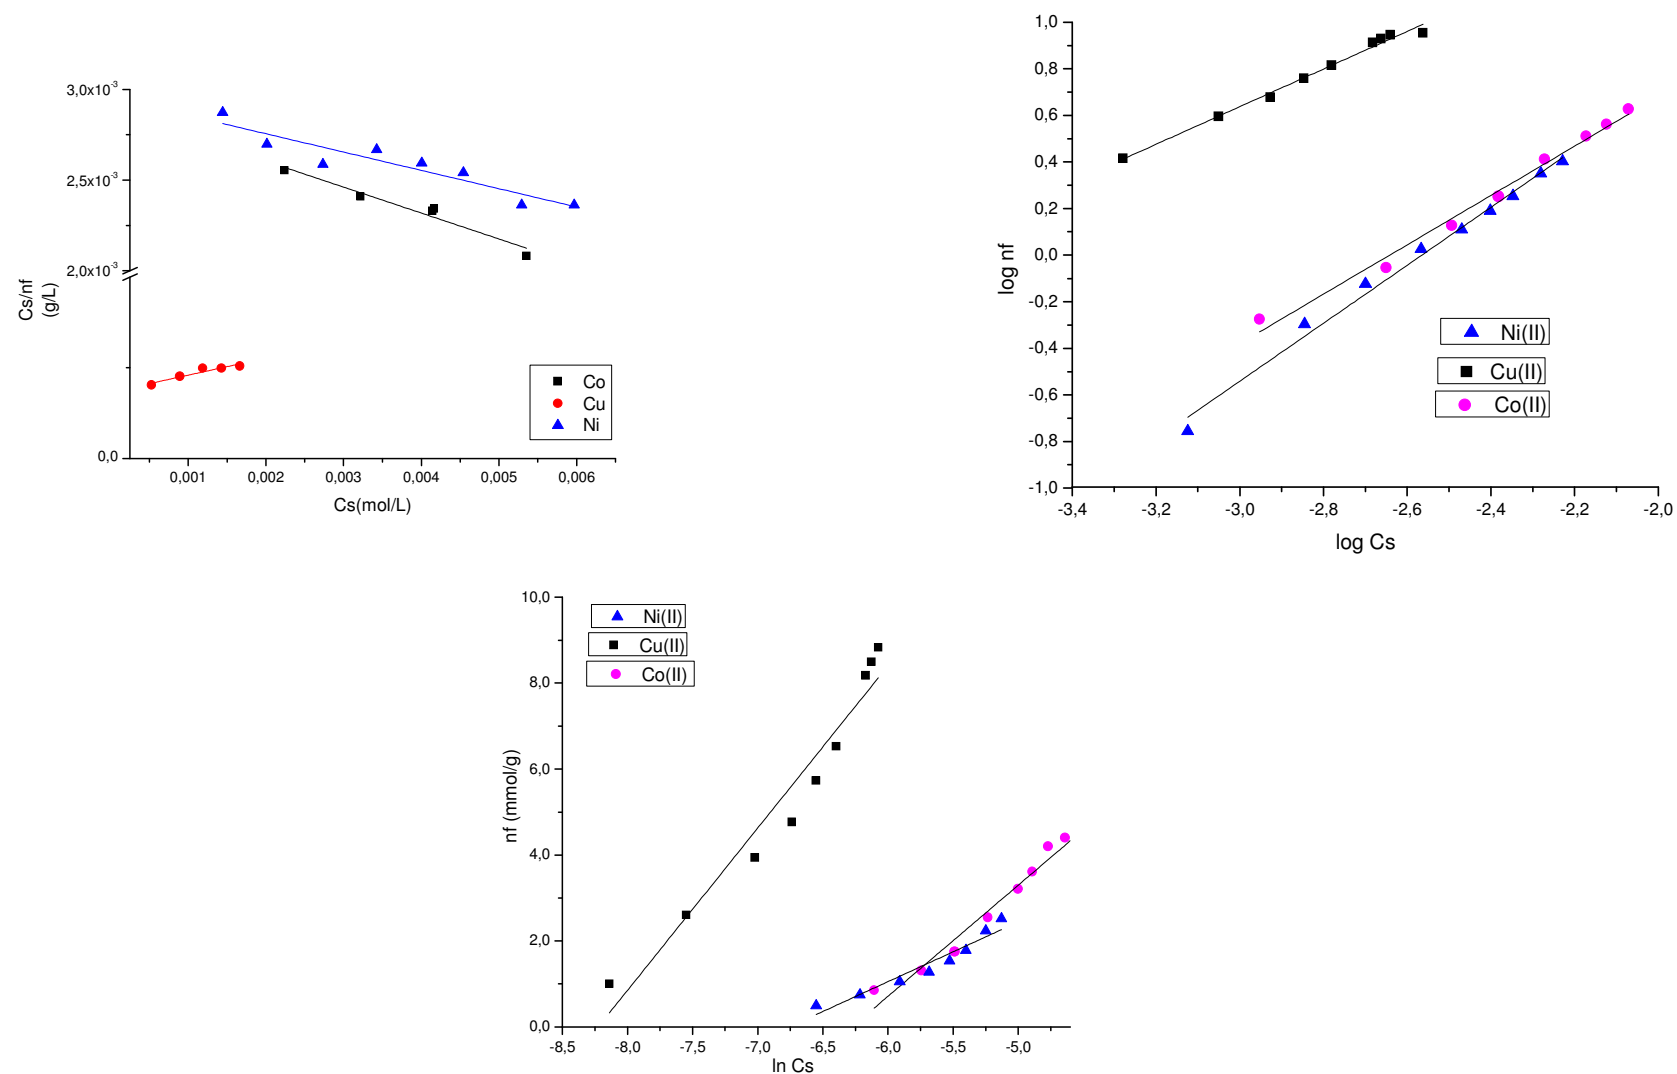 3,0x10⁻³
2,5x10⁻³
2,0x10⁻³
0,0
Cs/nf
(g/L)
0,001 0,002 0,003 0,004 0,005 0,006
Cs(mol/L)
Co
Cu
Ni
1,0
0,8
0,6
0,4
0,2
0,0
-0,2
-0,4
-0,6
-0,8
-1,0
log nf
-3,4 -3,2 -3,0 -2,8 -2,6 -2,4 -2,2 -2,0
log Cs
Ni(II)
Cu(II)
Co(II)
10,0
8,0
6,0
4,0
2,0
0,0
nf (mmol/g)
-8,5 -8,0 -7,5 -7,0 -6,5 -6,0 -5,5 -5,0
ln Cs
Ni(II)
Cu(II)
Co(II)